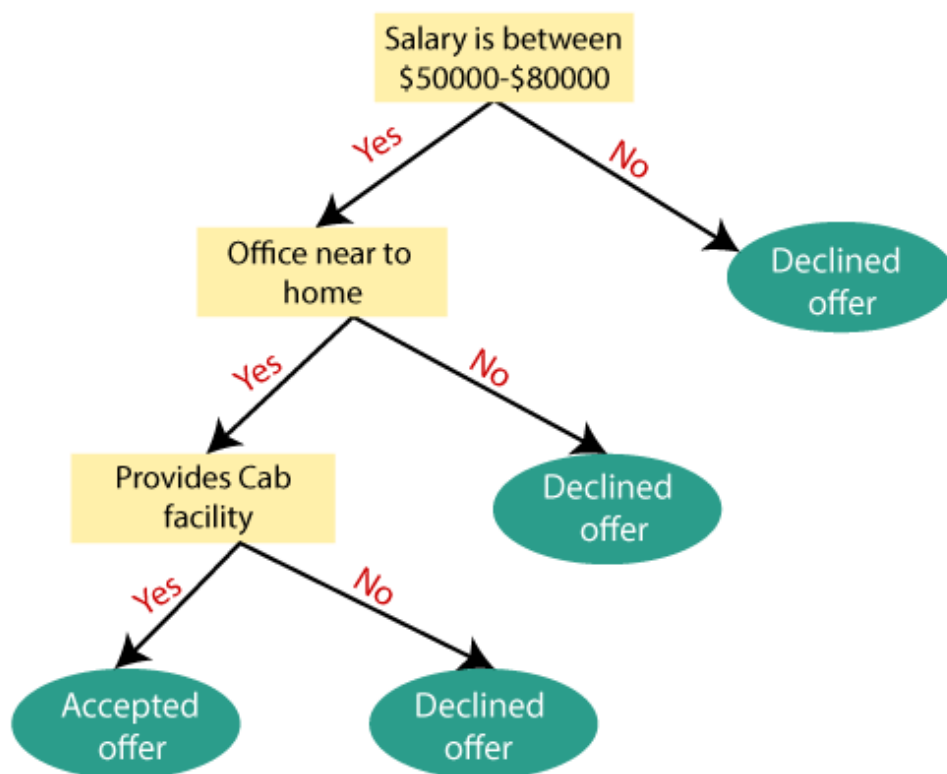 Salary is between
$50000-$80000
Yes
No
Office near to
home
Declined
offer
Yes
No
Provides Cab
facility
Declined
offer
Yes
No
Accepted
offer
Declined
offer